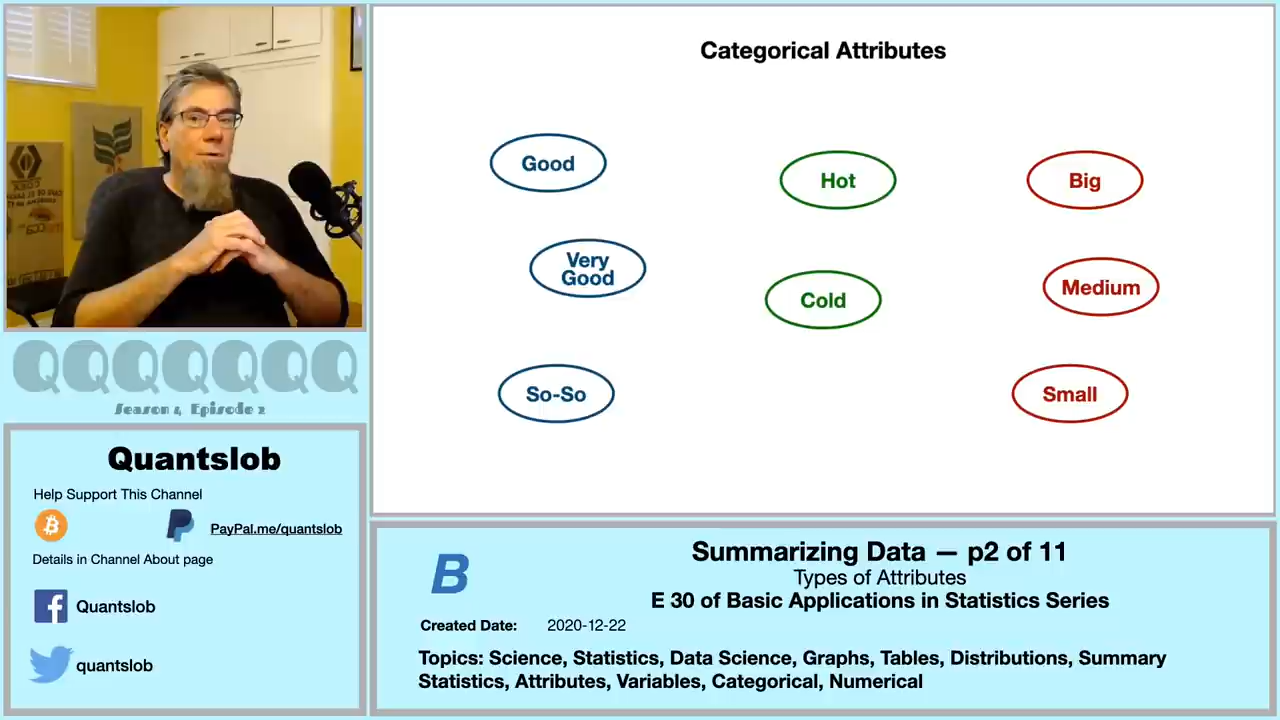 Categorical Attributes
Good
Hot
Big
Very
Good
Cold
Medium
So-So
Small
QQQQQQQ
Season 4 Episode 2
Quantslob
Help Support This Channel
PayPal.me/quantslob
Details in Channel About page
Quantslob
quantslob
B
Summarizing Data — p2 of 11
Types of Attributes
E 30 of Basic Applications in Statistics Series
Created Date: 2020-12-22
Topics: Science, Statistics, Data Science, Graphs, Tables, Distributions, Summary
Statistics, Attributes, Variables, Categorical, Numerical